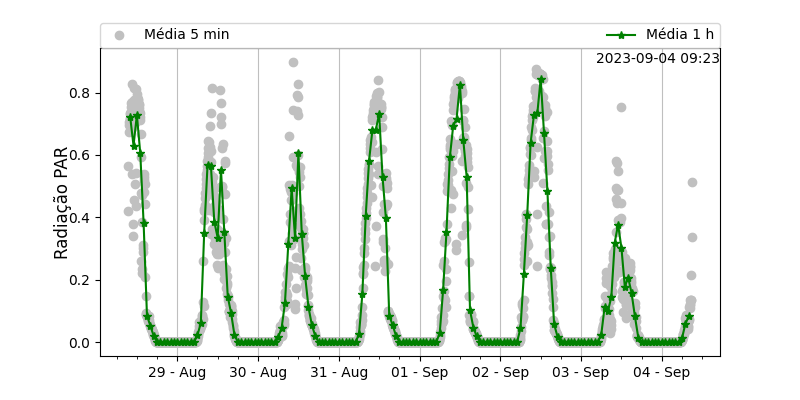 Média 5 min
Média 1 h
2023-09-04 09:23
Radiação PAR
0.8
0.6
0.4
0.2
0.0
29 - Aug
30 - Aug
31 - Aug
01 - Sep
02 - Sep
03 - Sep
04 - Sep